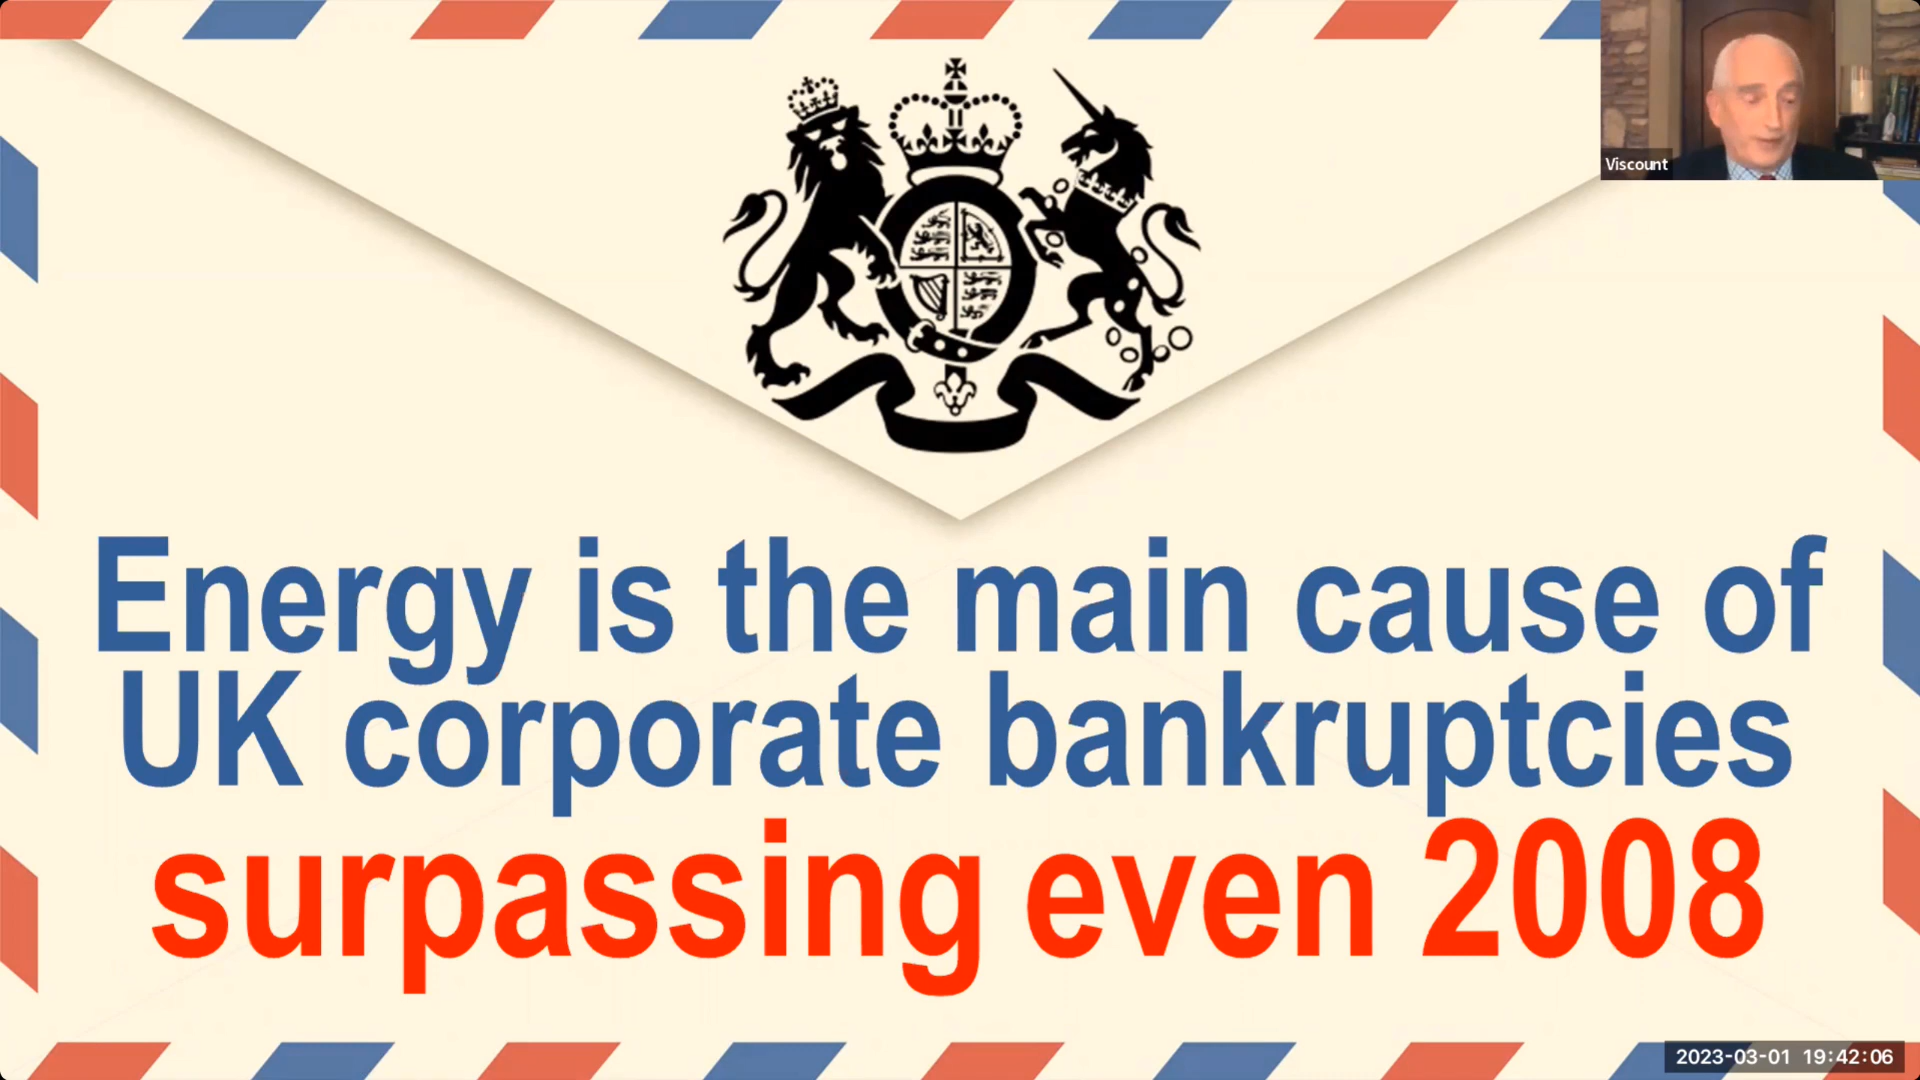 Viscount
Energy is the main cause of
UK corporate bankruptcies
surpassing even 2008
2023-03-01 19:42:06